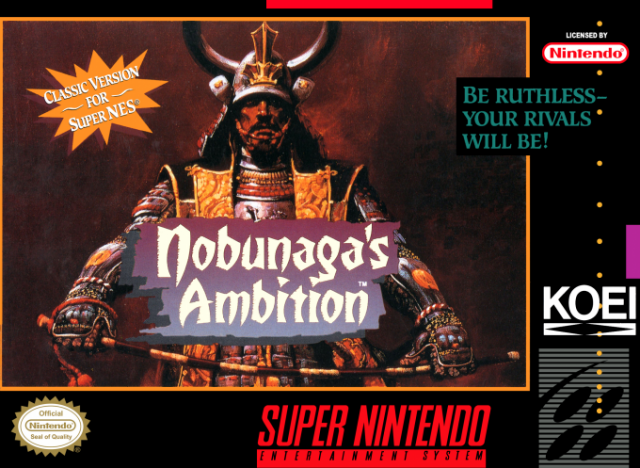 LICENSED BY
Nintendo®
CLASSIC VERSION
FOR
SUPER NES®
BE RUTHLESS–
YOUR RIVALS
WILL BE!
Nobunaga's
Ambition™
KOEI
Official
Nintendo
Seal of Quality
SUPER NINTENDO
ENTERTAINMENT SYSTEM